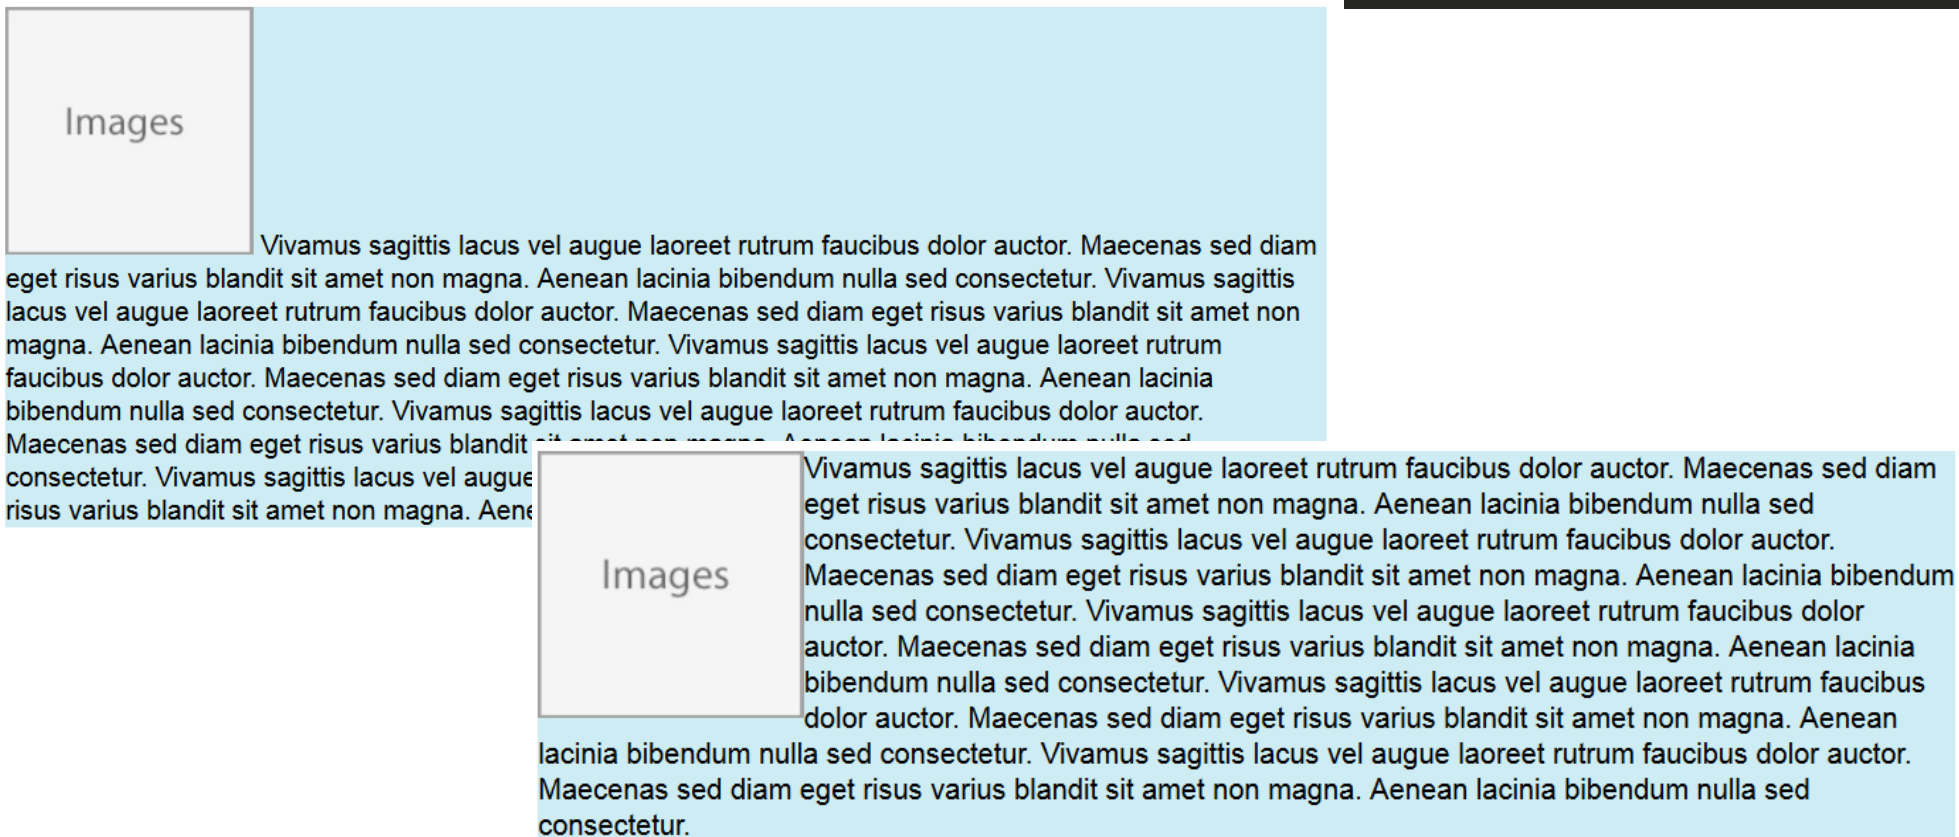 Images
Vivamus sagittis lacus vel augue laoreet rutrum faucibus dolor auctor. Maecenas sed diam
eget risus varius blandit sit amet non magna. Aenean lacinia bibendum nulla sed consectetur. Vivamus sagittis
lacus vel augue laoreet rutrum faucibus dolor auctor. Maecenas sed diam eget risus varius blandit sit amet non
magna. Aenean lacinia bibendum nulla sed consectetur. Vivamus sagittis lacus vel augue laoreet rutrum
faucibus dolor auctor. Maecenas sed diam eget risus varius blandit sit amet non magna. Aenean lacinia
bibendum nulla sed consectetur. Vivamus sagittis lacus vel augue laoreet rutrum faucibus dolor auctor.
Maecenas sed diam eget risus varius blandit
consectetur. Vivamus sagittis lacus vel augue
risus varius blandit sit amet non magna.
Images
Vivamus sagittis lacus vel augue laoreet rutrum faucibus dolor auctor. Maecenas sed diam
eget risus varius blandit sit amet non magna. Aenean lacinia bibendum nulla sed
consectetur. Vivamus sagittis lacus vel augue laoreet rutrum faucibus dolor auctor.
Maecenas sed diam eget risus varius blandit sit amet non magna. Aenean lacinia bibendum
nulla sed consectetur. Vivamus sagittis lacus vel augue laoreet rutrum faucibus dolor
auctor. Maecenas sed diam eget risus varius blandit sit amet non magna. Aenean lacinia
bibendum nulla sed consectetur. Vivamus sagittis lacus vel augue laoreet rutrum faucibus
dolor auctor. Maecenas sed diam eget risus varius blandit sit amet non magna. Aenean
lacinia bibendum nulla sed consectetur. Vivamus sagittis lacus vel augue laoreet rutrum faucibus dolor auctor.
Maecenas sed diam eget risus varius blandit sit amet non magna. Aenean lacinia bibendum nulla sed
consectetur.